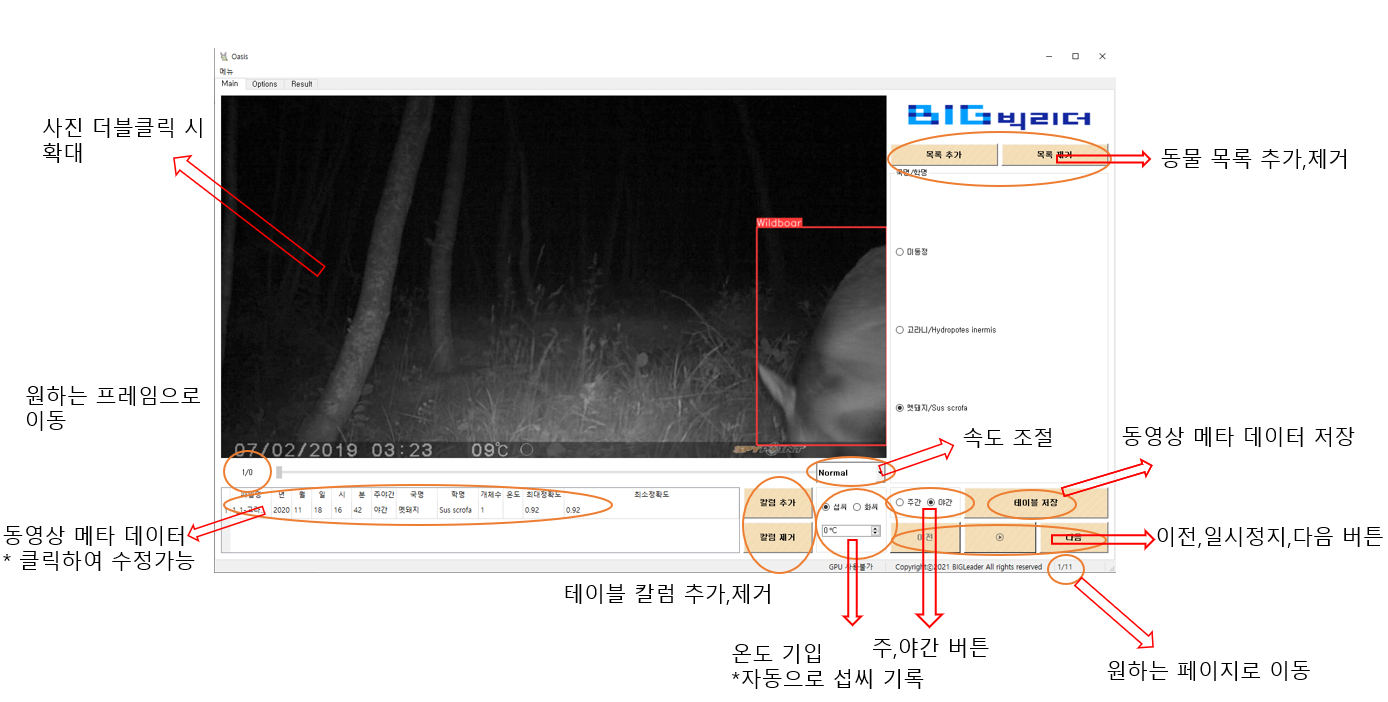 Oasis
메뉴
Main Options Result
사진 더블클릭 시
확대
BIG 빅리더
목록 추가 목록 제거
동물 목록 추가,제거
국명/학명
Wildboar
미동정
고라니/Hydropotes inermis
멧돼지/Sus scrofa
원하는 프레임으로
이동
07/02/2019 03:23 09℃
SPYPOINT
속도 조절
동영상 메타 데이터 저장
1/0
Normal
파일명 년 월 일 시 분 주야간 국명 학명 개체수 온도 최대정확도 최소정확도
1_1-고라 2020 11 18 16 42 야간 멧돼지 Sus scrofa 1 0.92 0.92
칼럼 추가
섭씨 화씨
주간 야간
테이블 저장
동영상 메타 데이터
* 클릭하여 수정가능
칼럼 제거
0 ℃
이전
다음
이전,일시정지,다음 버튼
GPU 사용불가
Copyrightⓒ2021 BIGLeader All rights reserved
1/11
테이블 칼럼 추가,제거
온도 기입
*자동으로 섭씨 기록
주,야간 버튼
원하는 페이지로 이동